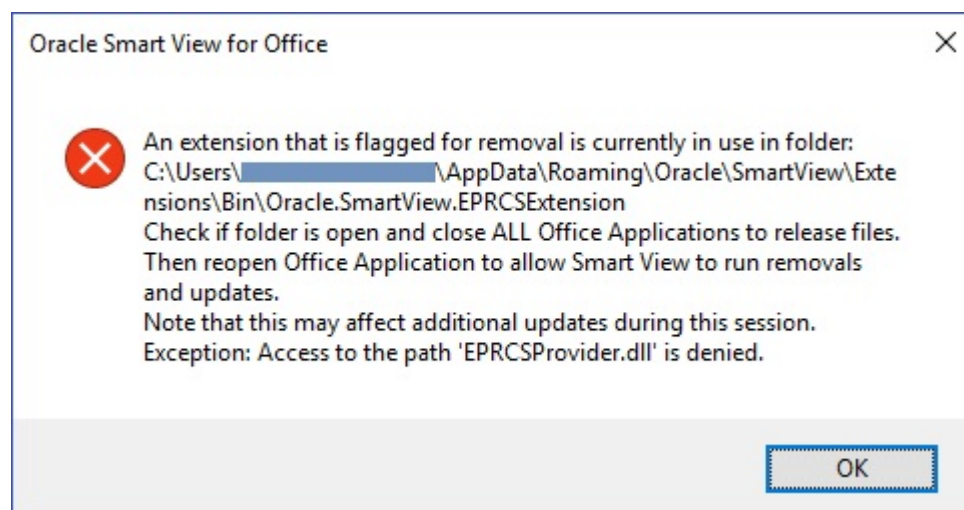 Oracle Smart View for Office
An extension that is flagged for removal is currently in use in folder:
C:\Users\ \AppData\Roaming\Oracle\SmartView\Exte
nsions\Bin\Oracle.SmartView.EPRCSExtension
Check if folder is open and close ALL Office Applications to release files.
Then reopen Office Application to allow Smart View to run removals
and updates.
Note that this may affect additional updates during this session.
Exception: Access to the path 'EPRCSProvider.dll' is denied.
OK